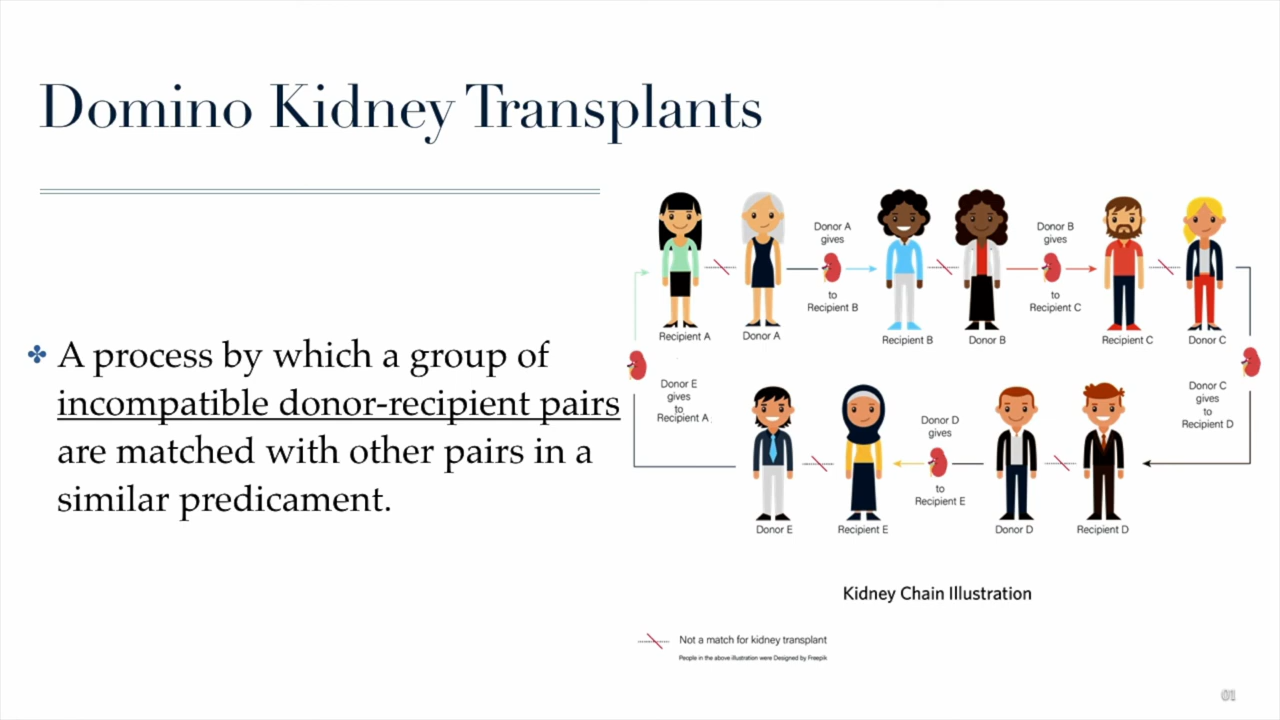 Domino Kidney Transplants
✤ A process by which a group of
incompatible donor-recipient pairs
are matched with other pairs in a
similar predicament.
Recipient A
Donor A
Donor A
gives
to
Recipient B
Recipient B
Donor B
Donor B
gives
to
Recipient C
Recipient C
Donor C
Donor C
gives
to
Recipient D
Recipient D
Donor D
Donor D
gives
to
Recipient E
Recipient E
Donor E
Donor E
gives
to
Recipient A
Kidney Chain Illustration
Not a match for kidney transplant
People in the above illustration were Designed by Freepik
01